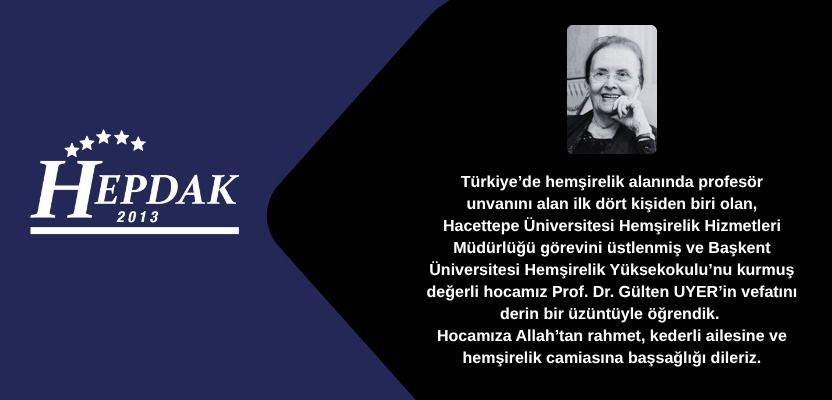 HEPDAK
2013
Türkiye’de hemşirelik alanında profesör
unvanını alan ilk dört kişiden biri olan,
Hacettepe Üniversitesi Hemşirelik Hizmetleri
Müdürlüğü görevini üstlenmiş ve Başkent
Üniversitesi Hemşirelik Yüksekokulu’nu kurmuş
değerli hocamız Prof. Dr. Gülten UYER’in vefatını
derin bir üzüntüyle öğrendik.
Hocamıza Allah’tan rahmet, kederli ailesine ve
hemşirelik camiasına başsağlığı dileriz.